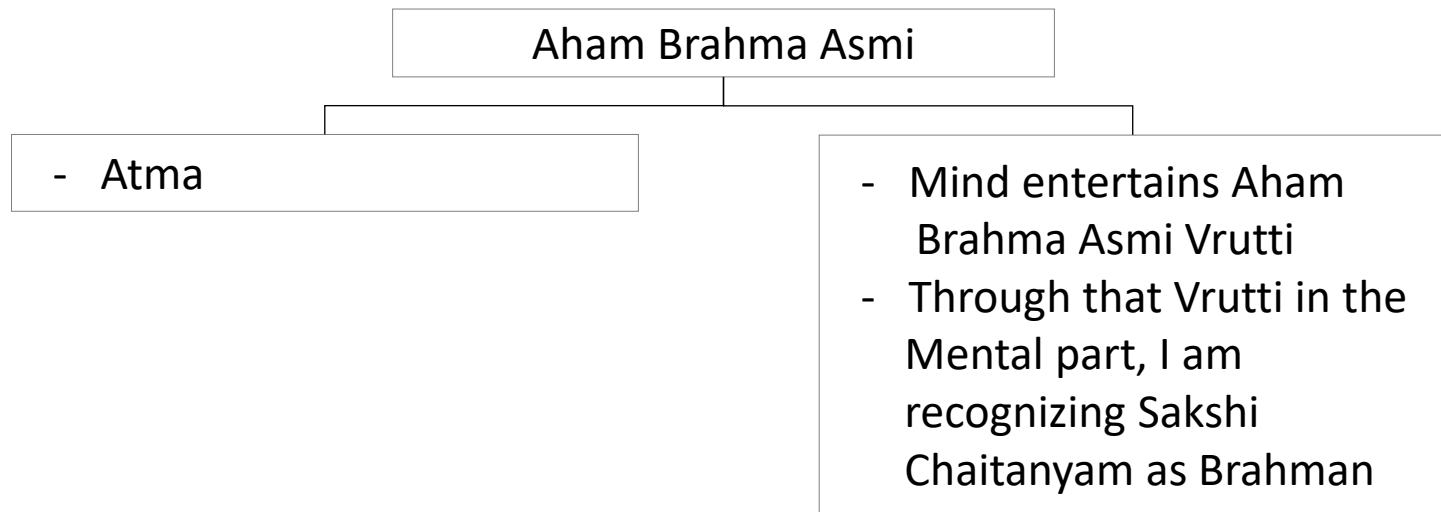 Aham Brahma Asmi
- Atma
- Mind entertains Aham
Brahma Asmi Vrutti
- Through that Vrutti in the
Mental part, I am
recognizing Sakshi
Chaitanyam as Brahman